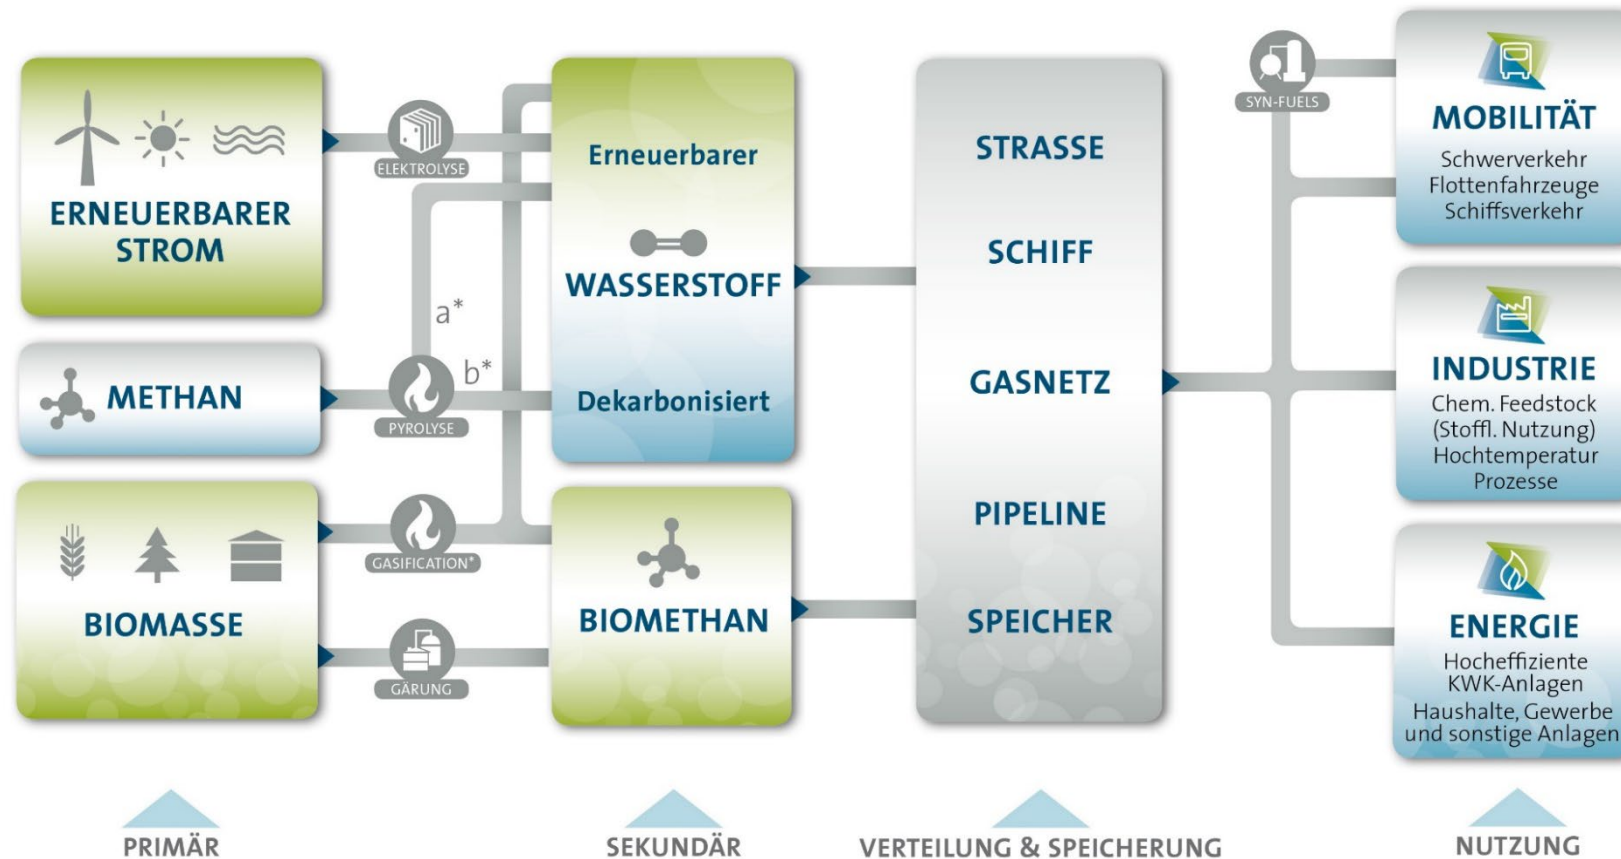 ERNEUERBARER
STROM
METHAN
BIOMASSE
PRIMÄR
ELEKTROLYSE
a*
b*
PYROLYSE
GASIFICATION*
GÄRUNG
Erneuerbarer
WASSERSTOFF
Dekarbonisiert
BIOMETHAN
SEKUNDÄR
STRASSE
SCHIFF
GASNETZ
PIPELINE
SPEICHER
VERTEILUNG & SPEICHERUNG
SYN-FUELS
MOBILITÄT
Schwerverkehr
Flottenfahrzeuge
Schiffsverkehr
INDUSTRIE
Chem. Feedstock
(Stoffl. Nutzung)
Hochtemperatur
Prozesse
ENERGIE
Hocheffiziente
KWK-Anlagen
Haushalte, Gewerbe
und sonstige Anlagen
NUTZUNG